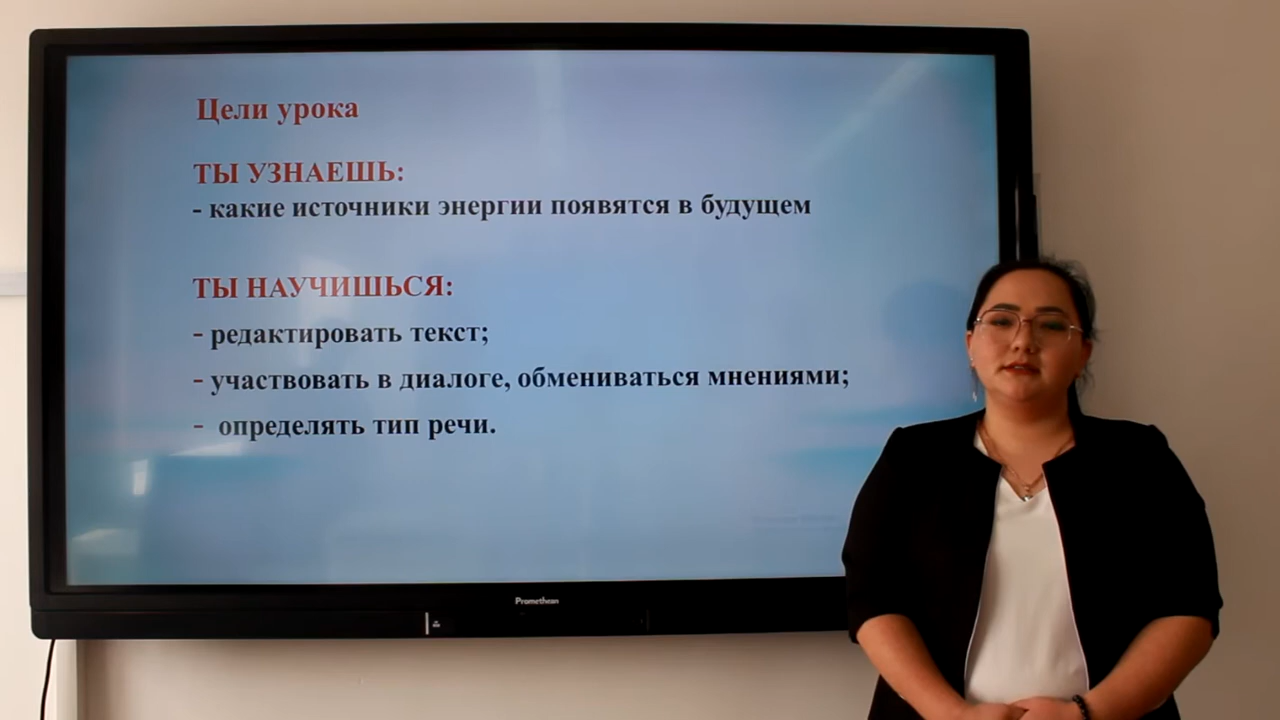 Цели урока
ТЫ УЗНАЕШЬ:
- какие источники энергии появятся в будущем
ТЫ НАУЧИШЬСЯ:
- редактировать текст;
- участвовать в диалоге, обмениваться мнениями;
- определять тип речи.
Promethean